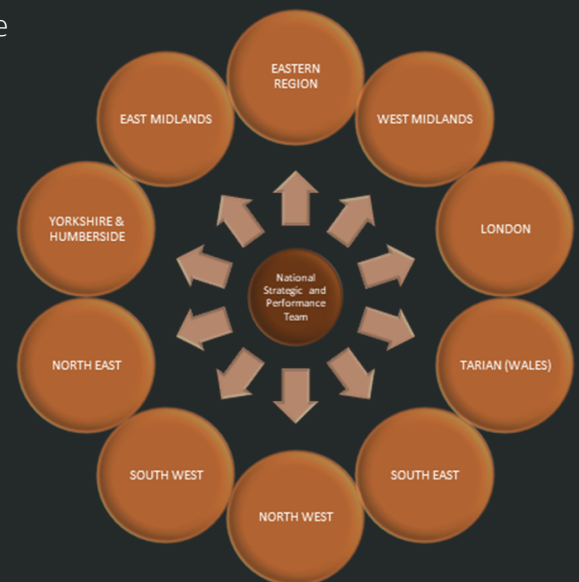 e
EASTERN
REGION
EAST MIDLANDS
WEST MIDLANDS
YORKSHIRE &
HUMBERSIDE
LONDON
National
Strategic and
Performance
Team
NORTH EAST
TARIAN (WALES)
SOUTH WEST
SOUTH EAST
NORTH WEST